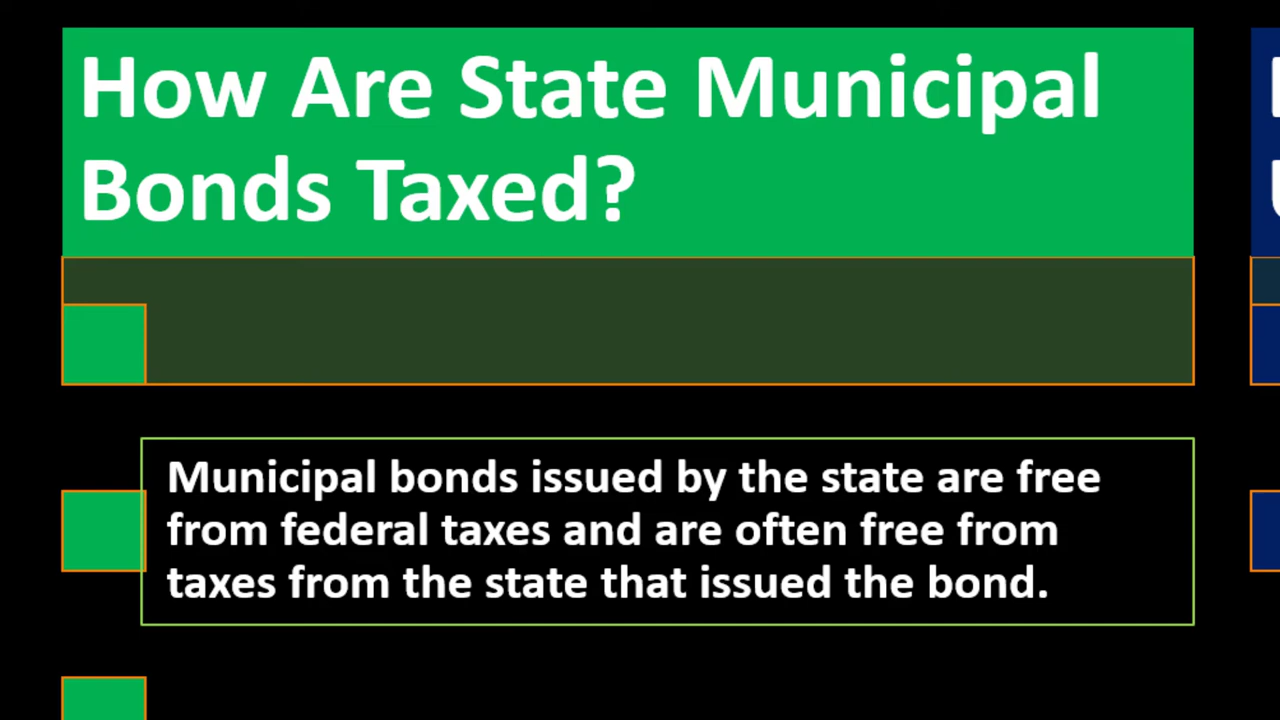 How Are State Municipal
Bonds Taxed?
Municipal bonds issued by the state are free
from federal taxes and are often free from
taxes from the state that issued the bond.